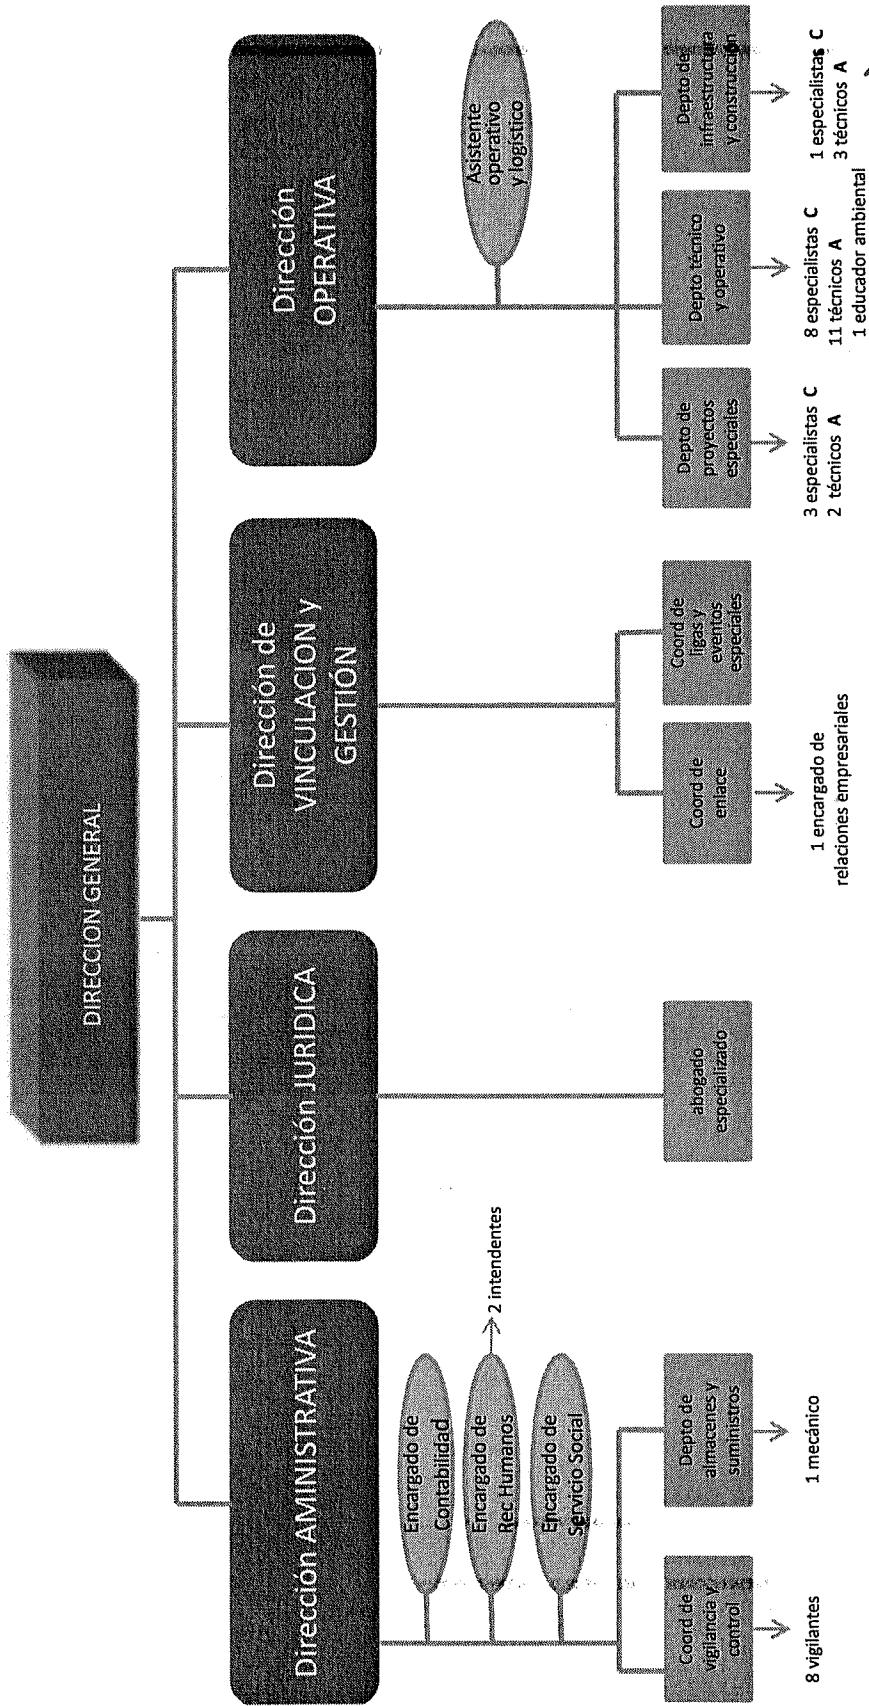 DIRECCION GENERAL
Dirección AMINISTRATIVA
Dirección JURIDICA
Dirección de
VINCULACION y
GESTIÓN
Dirección
OPERATIVA
Encargado de
Contabilidad
Encargado de
Rec Humanos
2 intendentes
Encargado de
Servicio Social
Asistente
operativo
y logístico
Coord de
vigilancia y
control
8 vigilantes
Depto de
almacenes y
suministros
1 mecánico
abogado
especializado
Coord de
enlace
1 encargado de
relaciones empresariales
Coord de
ligas y
eventos
especiales
Depto de
proyectos
especiales
3 especialistas C
2 técnicos A
Depto técnico
y operativo
8 especialistas C
11 técnicos A
1 educador ambiental
Depto de
infraestructura
y construcción
1 especialistas C
3 técnicos A